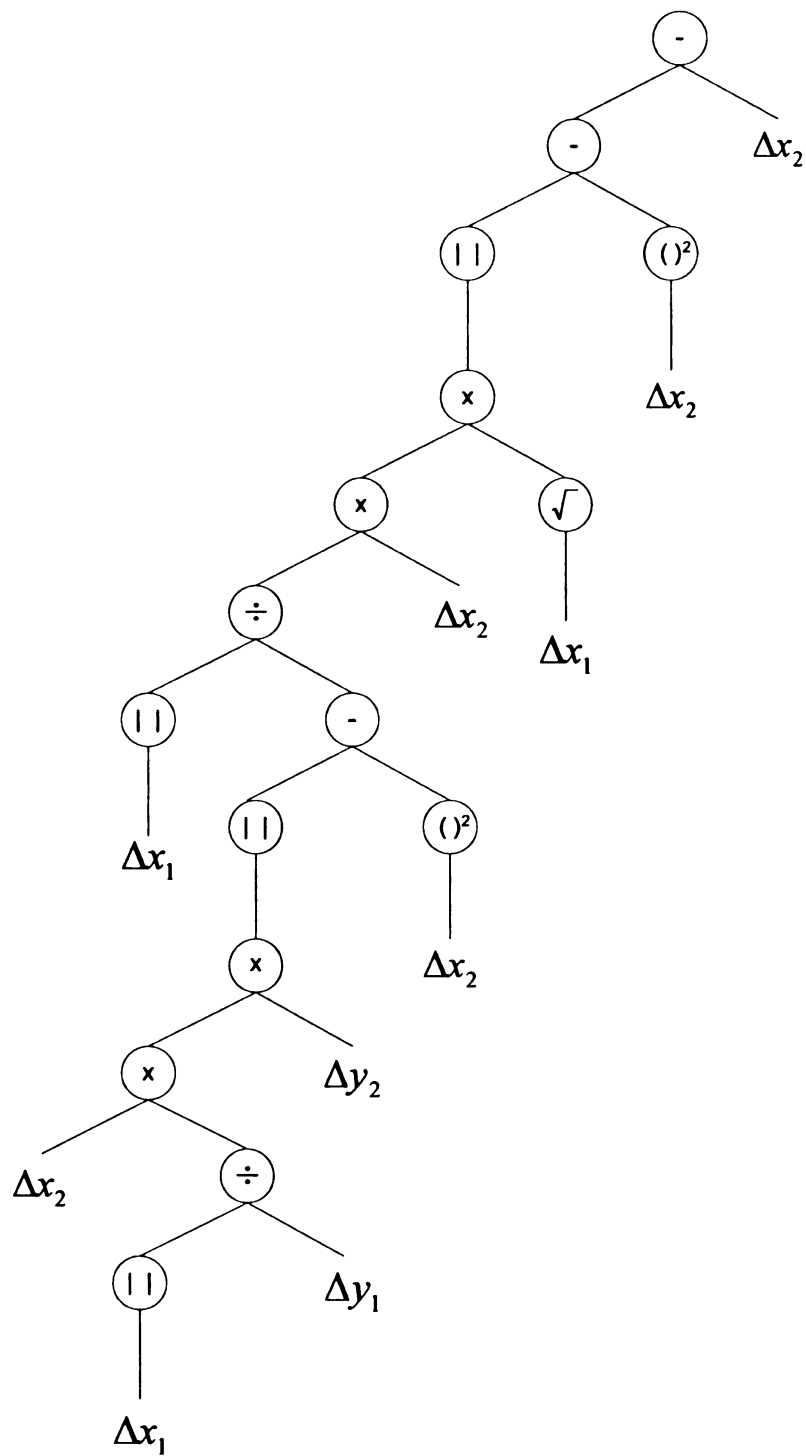 -
- Δx₂
| | ( )²
x Δx₂
x √
÷ Δx₂ Δx₁
| | -
Δx₁ | | ( )²
x Δx₂
x Δy₂
Δx₂ ÷
| | Δy₁
Δx₁